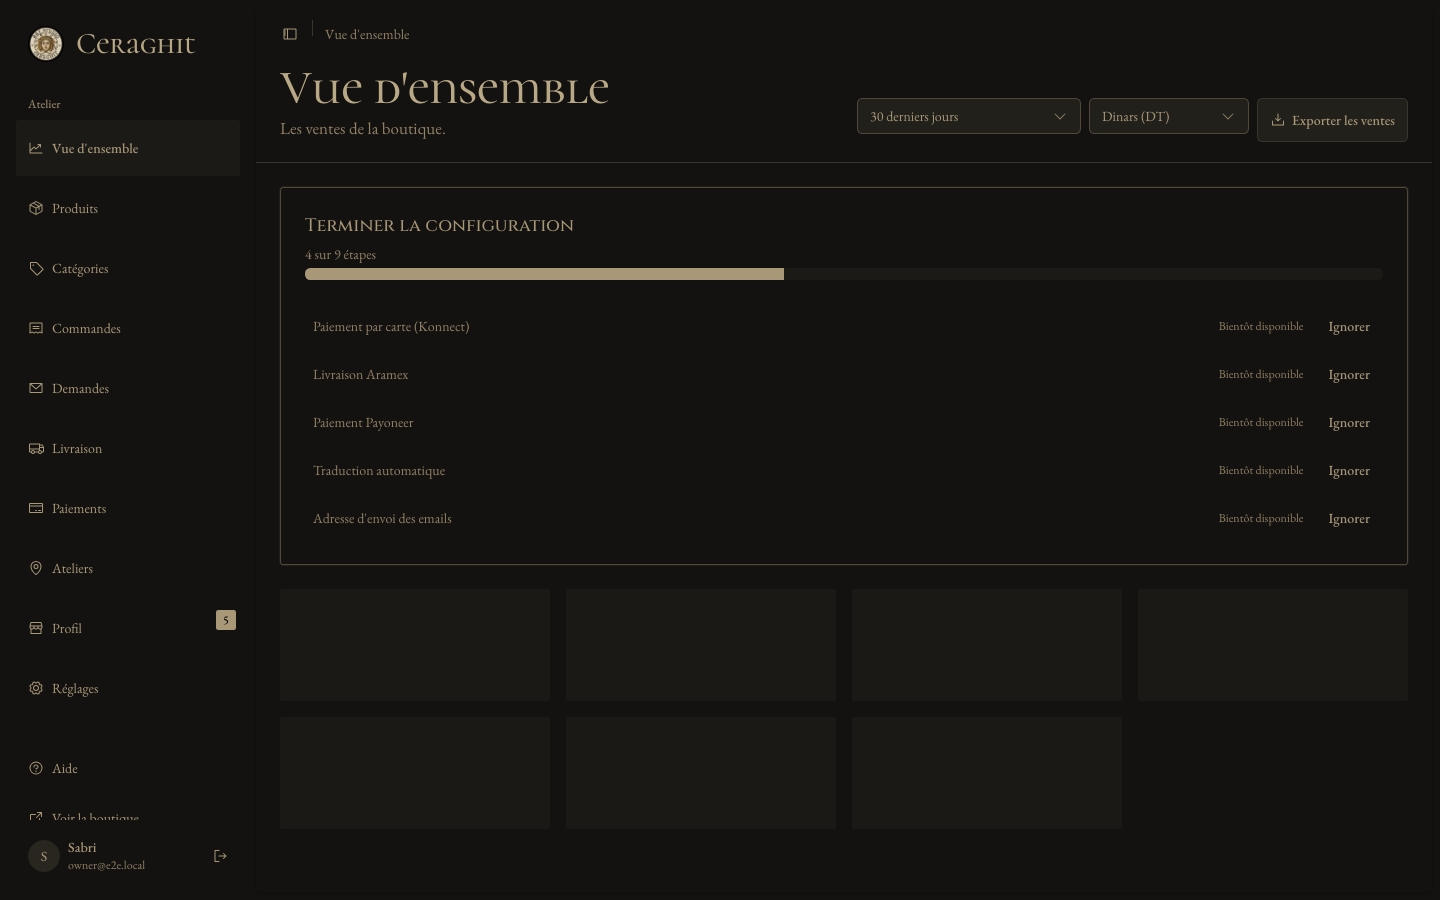 Ceraghit
Atelier
Vue d'ensemble
Produits
Catégories
Commandes
Demandes
Livraison
Paiements
Ateliers
Profil
5
Réglages
Aide
Voir la boutique
S
Sabri
owner@e2e.local
Vue d'ensemble
Vue d'ensemble
Les ventes de la boutique.
30 derniers jours
Dinars (DT)
Exporter les ventes
Terminer la configuration
4 sur 9 étapes
Paiement par carte (Konnect) Bientôt disponible Ignorer
Livraison Aramex Bientôt disponible Ignorer
Paiement Payoneer Bientôt disponible Ignorer
Traduction automatique Bientôt disponible Ignorer
Adresse d'envoi des emails Bientôt disponible Ignorer